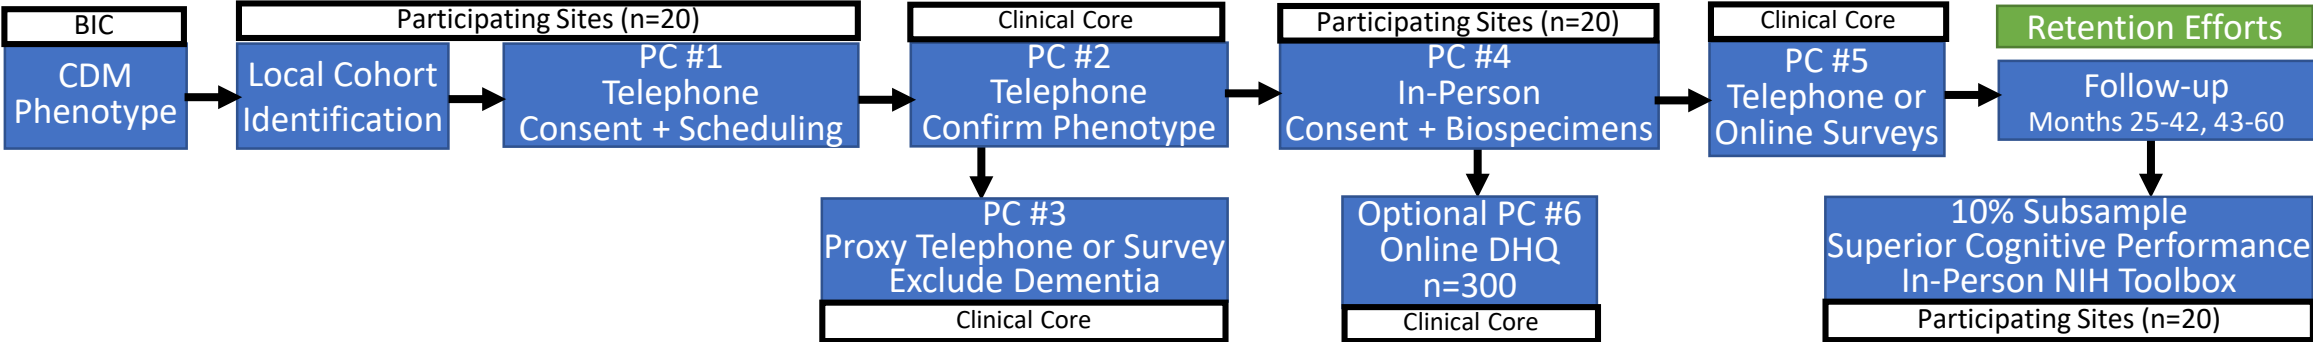 BIC
CDM
Phenotype
Participating Sites (n=20)
Local Cohort
Identification
PC #1
Telephone
Consent + Scheduling
Clinical Core
PC #2
Telephone
Confirm Phenotype
PC #3
Proxy Telephone or Survey
Exclude Dementia
Clinical Core
Participating Sites (n=20)
PC #4
In-Person
Consent + Biospecimens
Optional PC #6
Online DHQ
n=300
Clinical Core
Clinical Core
PC #5
Telephone or
Online Surveys
Retention Efforts
Follow-up
Months 25-42, 43-60
10% Subsample
Superior Cognitive Performance
In-Person NIH Toolbox
Participating Sites (n=20)